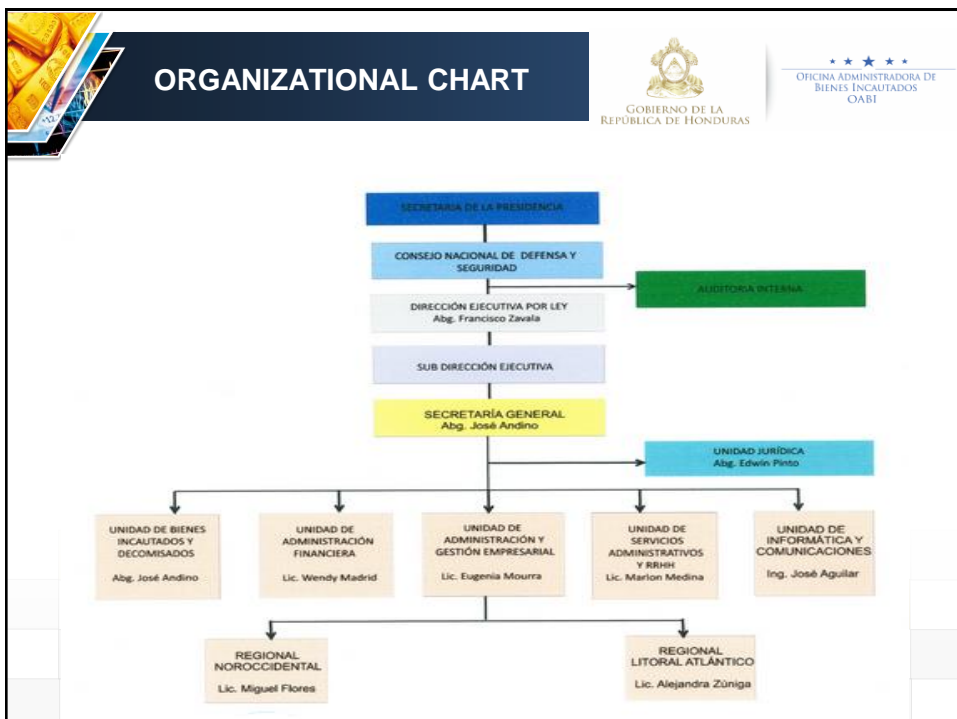 ORGANIZATIONAL CHART
GOBIERNO DE LA
REPÚBLICA DE HONDURAS
OFICINA ADMINISTRADORA DE
BIENES INCAUTADOS
OABI
SECRETARIA DE LA PRESIDENCIA
CONSEJO NACIONAL DE DEFENSA Y
SEGURIDAD
AUDITORIA INTERNA
DIRECCIÓN EJECUTIVA POR LEY
Abg. Francisco Zavala
SUB DIRECCIÓN EJECUTIVA
SECRETARÍA GENERAL
Abg. José Andino
UNIDAD JURÍDICA
Abg. Edwin Pinto
UNIDAD DE BIENES
INCAUTADOS Y
DECOMISADOS
Abg. José Andino
UNIDAD DE
ADMINISTRACIÓN
FINANCIERA
Lic. Wendy Madrid
UNIDAD DE
ADMINISTRACIÓN Y
GESTIÓN EMPRESARIAL
Lic. Eugenia Mourra
UNIDAD DE
SERVICIOS
ADMINISTRATIVOS
Y RRHH
Lic. Marlon Medina
UNIDAD DE
INFORMÁTICA Y
COMUNICACIONES
Ing. José Aguilar
REGIONAL
NOROCCIDENTAL
Lic. Miguel Flores
REGIONAL
LITORAL ATLÁNTICO
Lic. Alejandra Zúniga